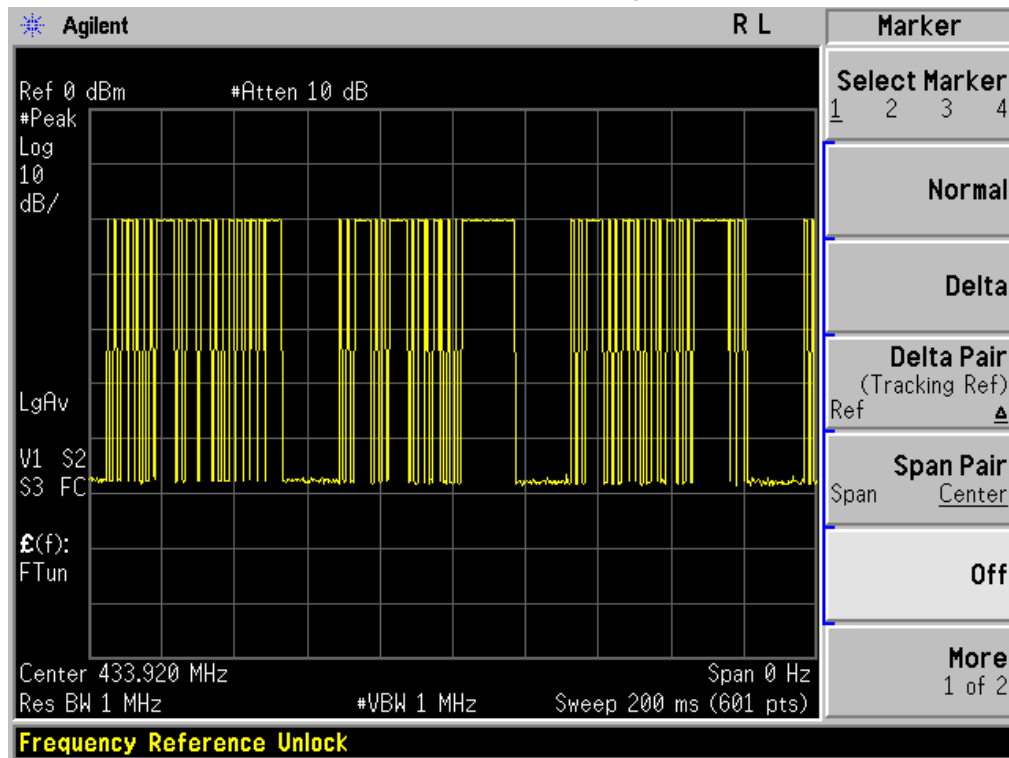 Agilent
R L
Marker
Ref 0 dBm #Atten 10 dB
#Peak
Log
10
dB/
LgAv
V1 S2
S3 FC
£(f):
FTun
Center 433.920 MHz Span 0 Hz
Res BW 1 MHz #VBW 1 MHz Sweep 200 ms (601 pts)
Frequency Reference Unlock
Select Marker
1 2 3 4
Normal
Delta
Delta Pair
(Tracking Ref)
Ref Δ
Span Pair
Span Center
Off
More
1 of 2